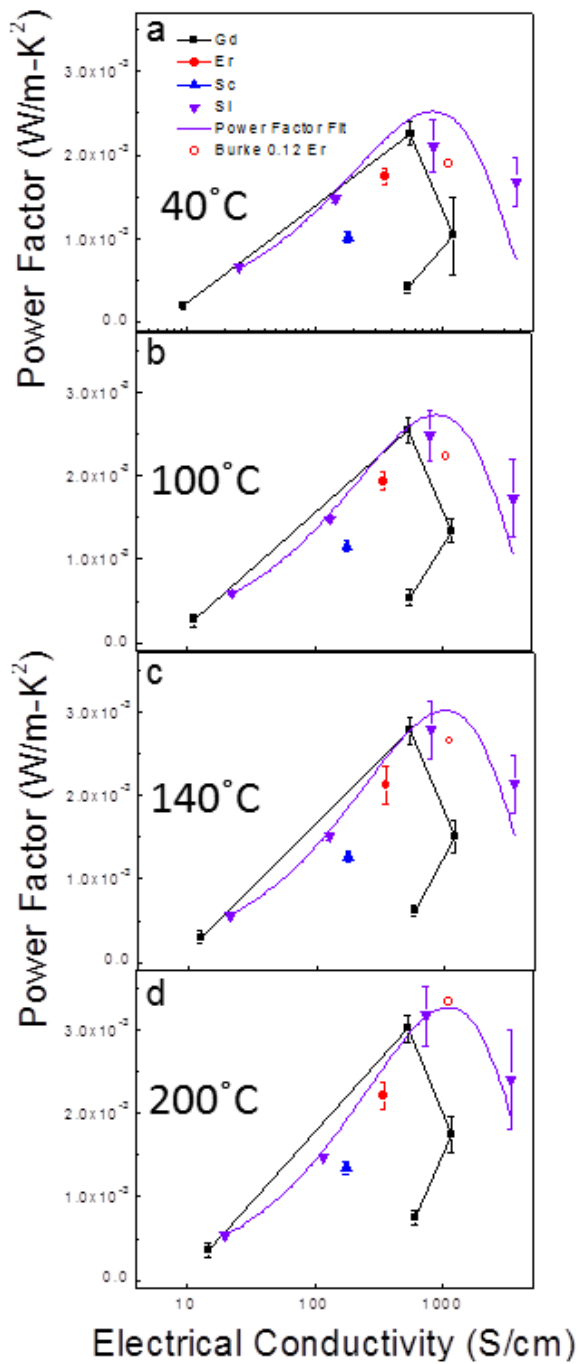 a
Gd
Er
Sc
Si
Power Factor Fit
Burke 0.12 Er
3.0x10⁻³
2.0x10⁻³
1.0x10⁻³
0.0
40˚C
Power Factor (W/m-K²)
b
3.0x10⁻³
2.0x10⁻³
1.0x10⁻³
0.0
100˚C
c
3.0x10⁻³
2.0x10⁻³
1.0x10⁻³
0.0
140˚C
Power Factor (W/m-K²)
d
3.0x10⁻³
2.0x10⁻³
1.0x10⁻³
0.0
200˚C
10 100 1000
Electrical Conductivity (S/cm)